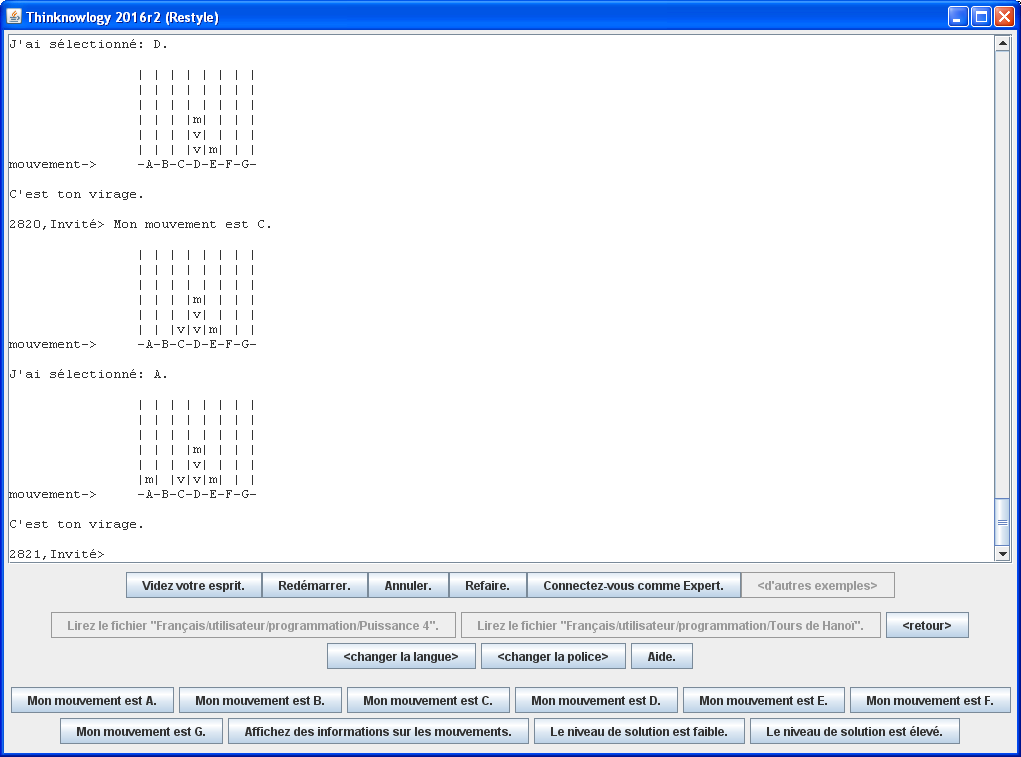 Thinknowlogy 2016r2 (Restyle)
J'ai sélectionné: D.
| | | | | | | |
| | | | | | | |
| | | | | | | |
| | | |m| | | |
| | | |v| | | |
| | | |v|m| | |
mouvement-> -A-B-C-D-E-F-G-
C'est ton virage.
2820,Invité> Mon mouvement est C.
| | | | | | | |
| | | | | | | |
| | | | | | | |
| | | |m| | | |
| | | |v| | | |
| | |v|v|m| | |
mouvement-> -A-B-C-D-E-F-G-
J'ai sélectionné: A.
| | | | | | | |
| | | | | | | |
| | | | | | | |
| | | |m| | | |
| | | |v| | | |
|m| |v|v|m| | |
mouvement-> -A-B-C-D-E-F-G-
C'est ton virage.
2821,Invité>
Videz votre esprit. Redémarrer. Annuler. Refaire. Connectez-vous comme Expert. <d'autres exemples>
Lirez le fichier "Français/utilisateur/programmation/Puissance 4". Lirez le fichier "Français/utilisateur/programmation/Tours de Hanoï". <retour>
<changer la langue> <changer la police> Aide.
Mon mouvement est A. Mon mouvement est B. Mon mouvement est C. Mon mouvement est D. Mon mouvement est E. Mon mouvement est F.
Mon mouvement est G. Affichez des informations sur les mouvements. Le niveau de solution est faible. Le niveau de solution est élevé.